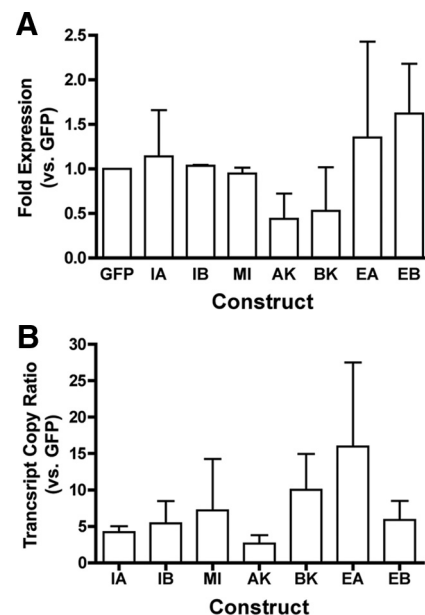 A
Fold Expression
(vs. GFP)
2.5
2.0
1.5
1.0
0.5
0.0
GFP IA IB MI AK BK EA EB
Construct
B
Trancsript Copy Ratio
(vs. GFP)
30
25
20
15
10
5
0
IA IB MI AK BK EA EB
Construct